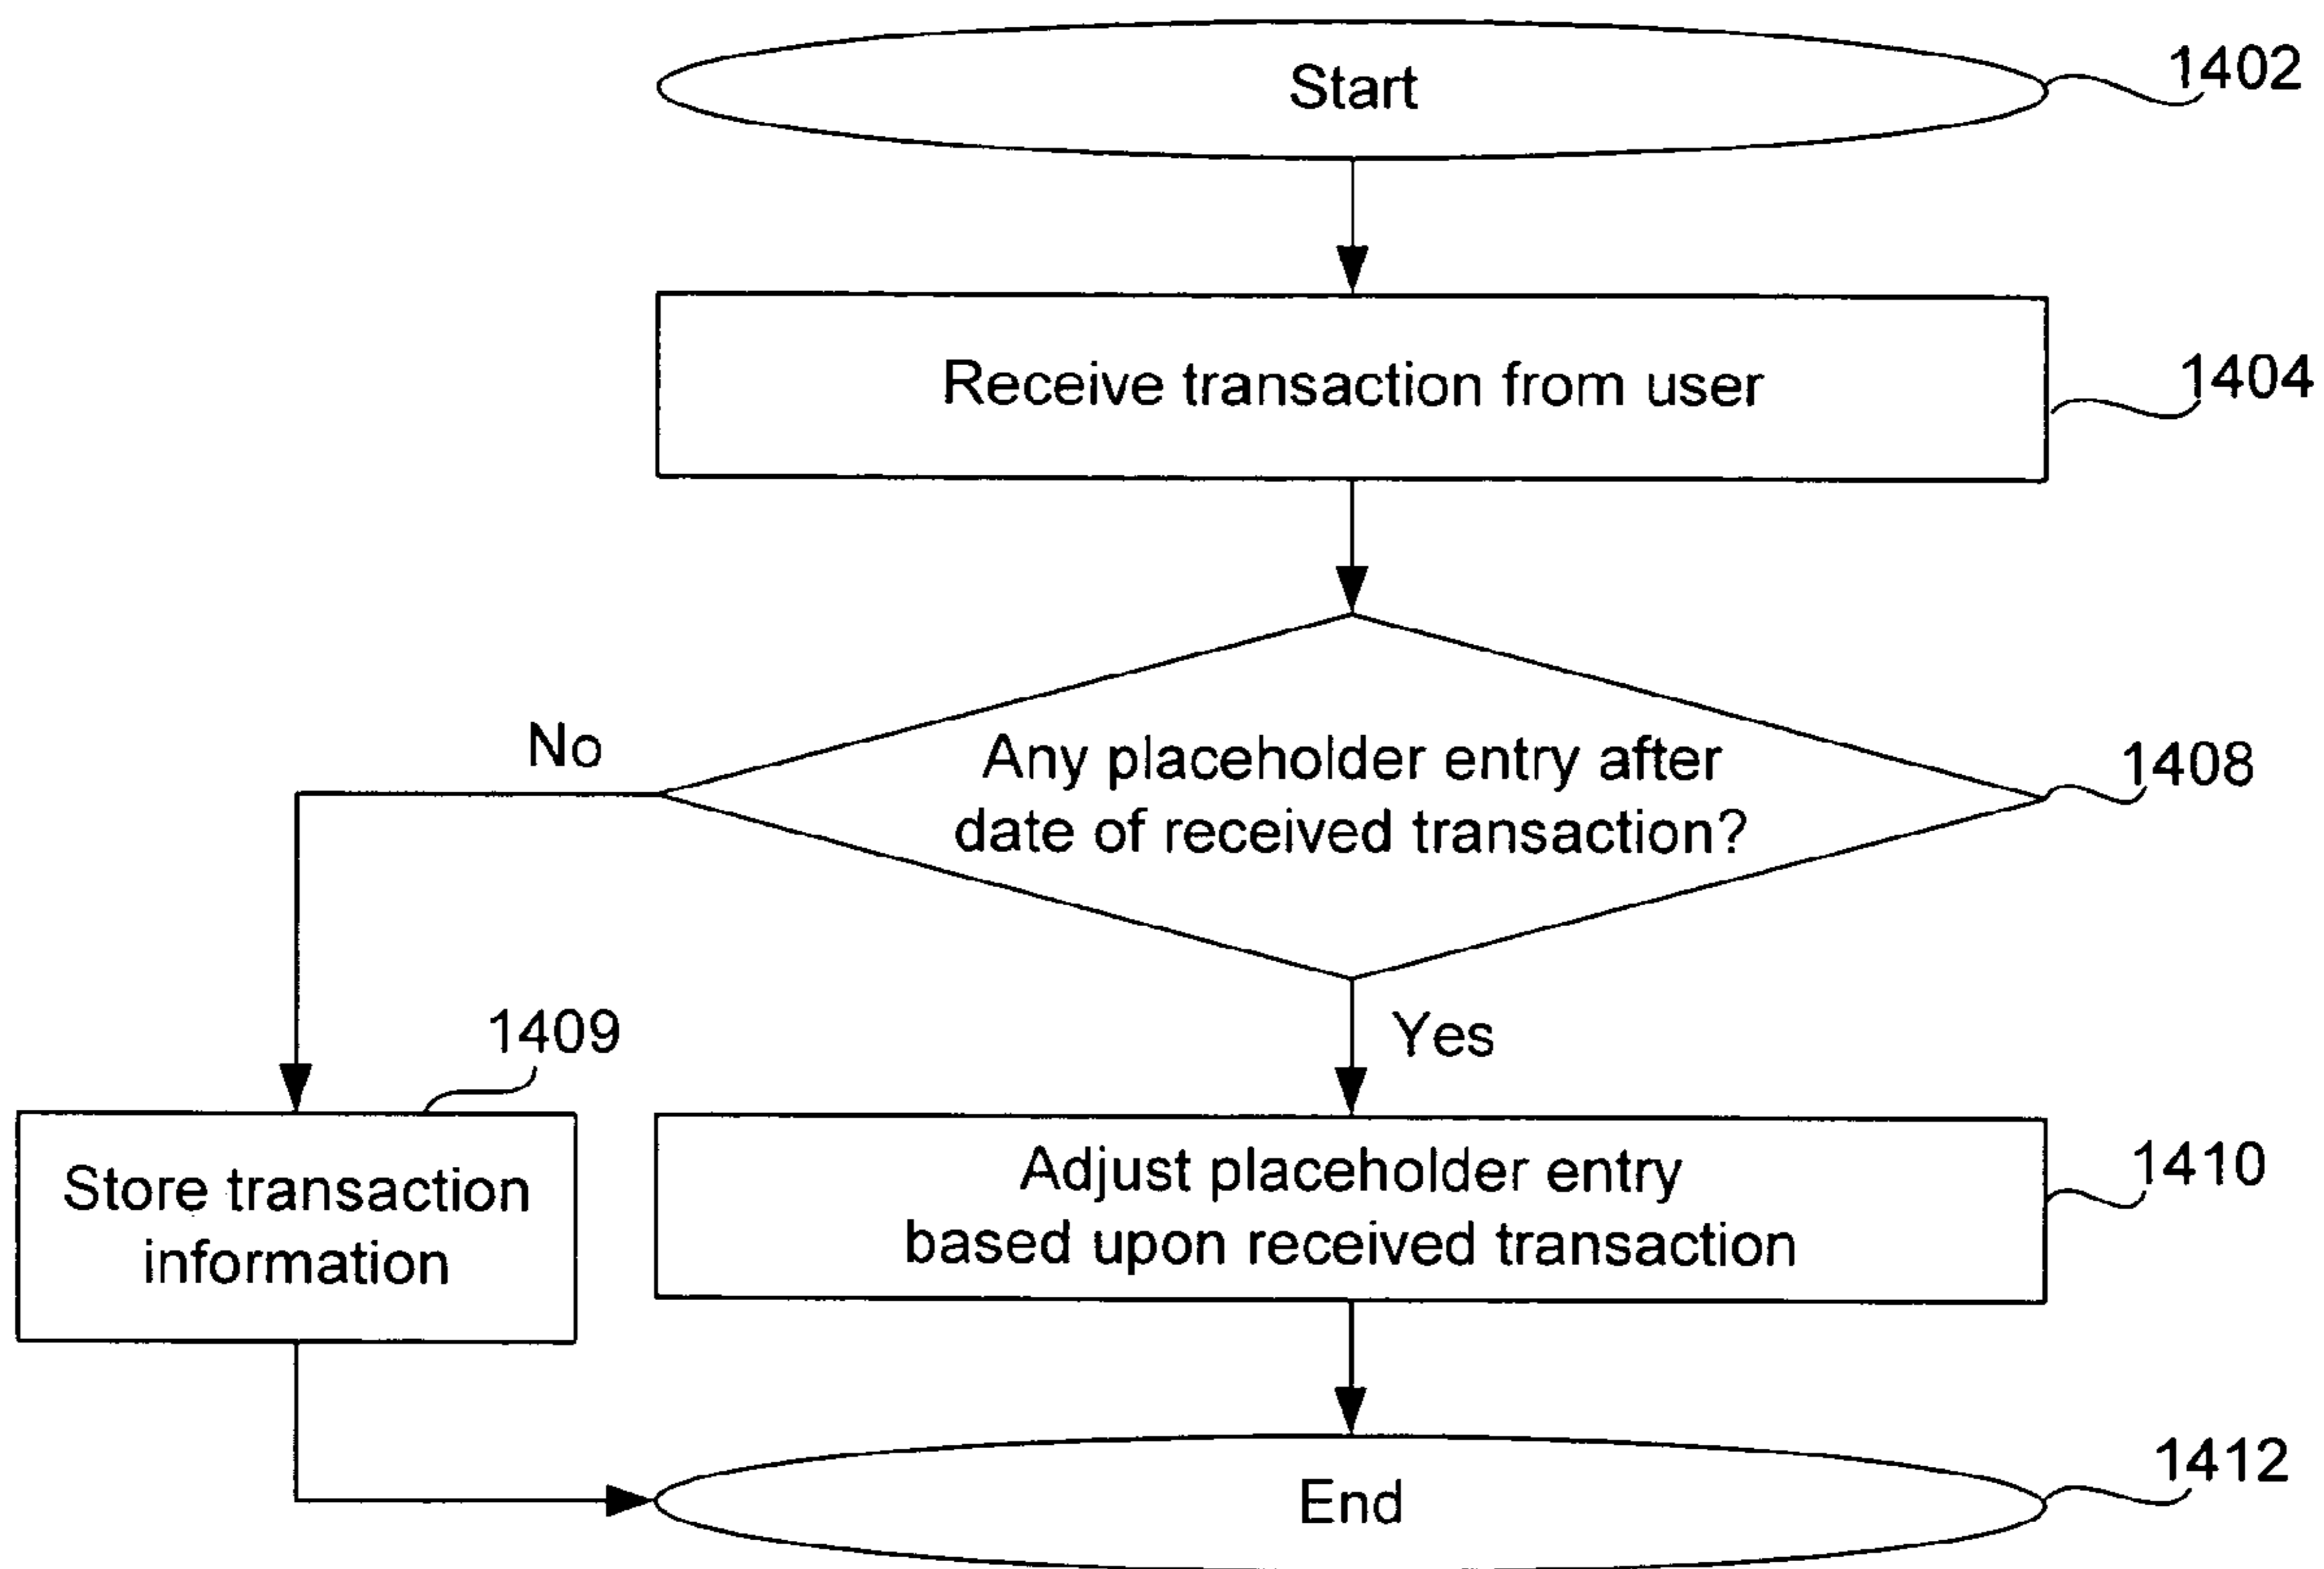 Start
1402
Receive transaction from user
1404
Any placeholder entry after
date of received transaction?
1408
No
Yes
1409
Store transaction
information
Adjust placeholder entry
based upon received transaction
1410
End
1412